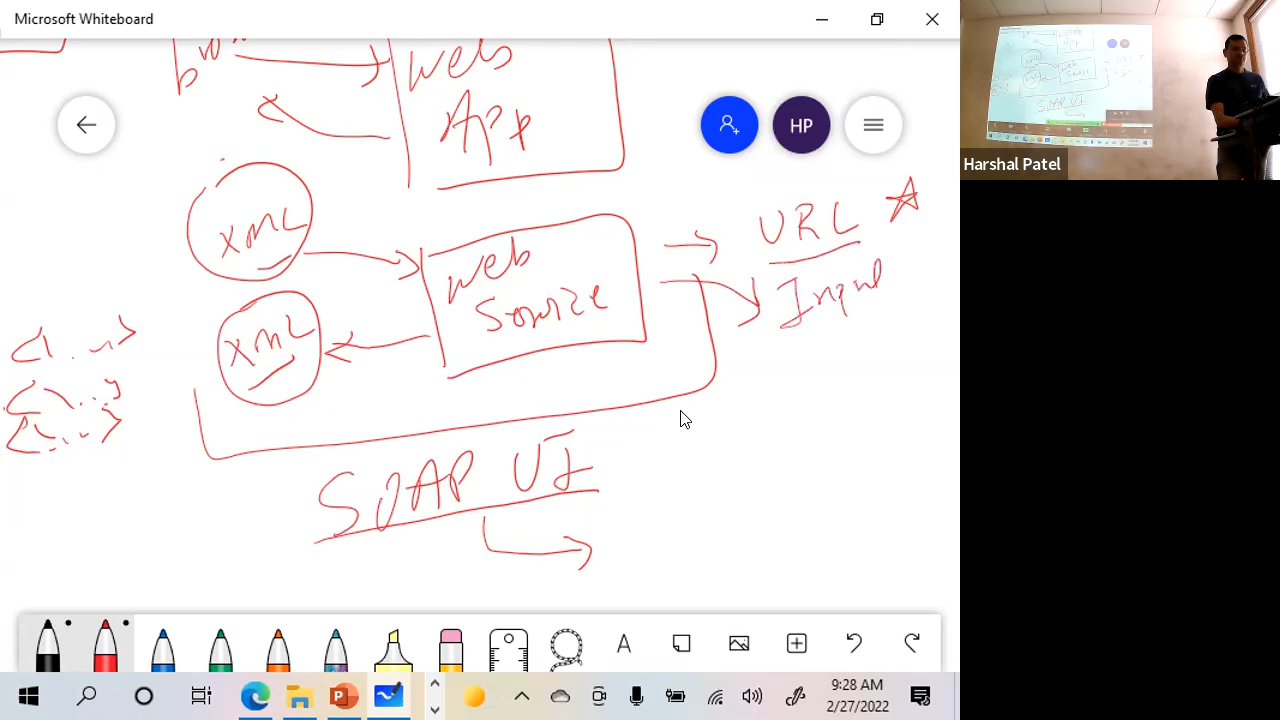 Microsoft Whiteboard
Web
App
HP
Harshal Patel
XML
URL
Web
Service
Input
XML
SOAP UI
A
9:28 AM
2/27/2022